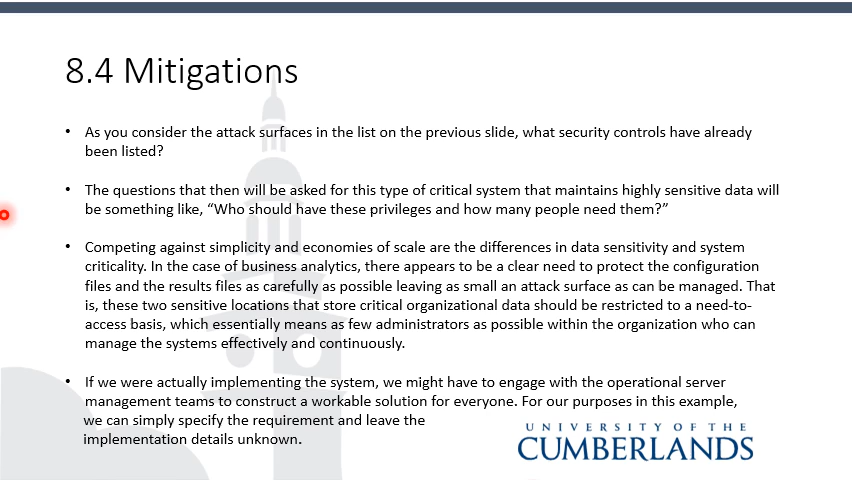 8.4 Mitigations
• As you consider the attack surfaces in the list on the previous slide, what security controls have already
been listed?
• The questions that then will be asked for this type of critical system that maintains highly sensitive data will
be something like, “Who should have these privileges and how many people need them?”
• Competing against simplicity and economies of scale are the differences in data sensitivity and system
criticality. In the case of business analytics, there appears to be a clear need to protect the configuration
files and the results files as carefully as possible leaving as small an attack surface as can be managed. That
is, these two sensitive locations that store critical organizational data should be restricted to a need-to-
access basis, which essentially means as few administrators as possible within the organization who can
manage the systems effectively and continuously.
• If we were actually implementing the system, we might have to engage with the operational server
management teams to construct a workable solution for everyone. For our purposes in this example,
we can simply specify the requirement and leave the
implementation details unknown.
UNIVERSITY OF THE
CUMBERLANDS